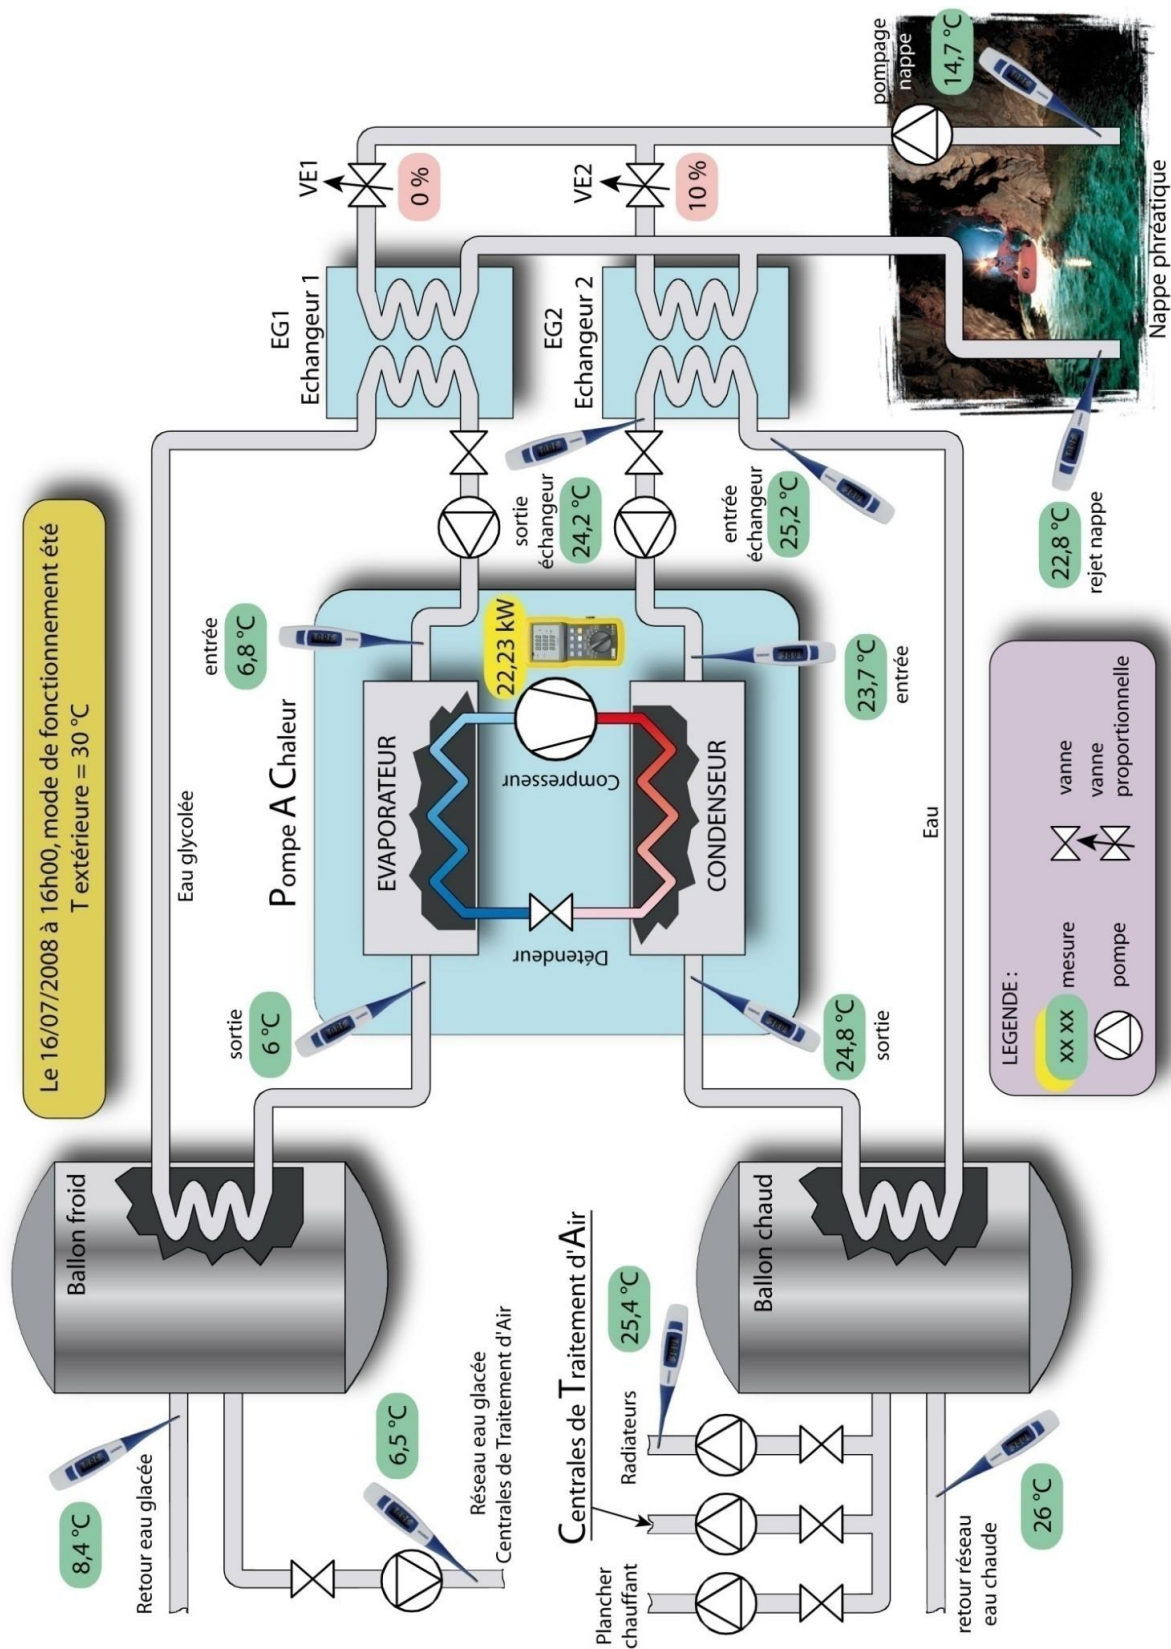 Le 16/07/2008 à 16h00, mode de fonctionnement été
T extérieure = 30 °C
Ballon froid
8,4 °C
Retour eau glacée
6,5 °C
Réseau eau glacée
Centrales de Traitement d'Air
Eau glycolée
sortie
6 °C
entrée
6,8 °C
Pompe A Chaleur
EVAPORATEUR
Détendeur
Compresseur
22,23 kW
CONDENSEUR
24,8 °C
sortie
23,7 °C
entrée
EG1
Echangeur 1
VE1
0 %
sortie
échangeur
24,2 °C
EG2
Echangeur 2
VE2
10 %
entrée
échangeur
25,2 °C
pompage
nappe
14,7 °C
22,8 °C
rejet nappe
Nappe phréatique
Eau
Centrales de Traitement d'Air
Plancher
chauffant
Radiateurs
25,4 °C
Ballon chaud
retour réseau
eau chaude
26 °C
LEGENDE :
xx xx
mesure
pompe
vanne
vanne
proportionnelle